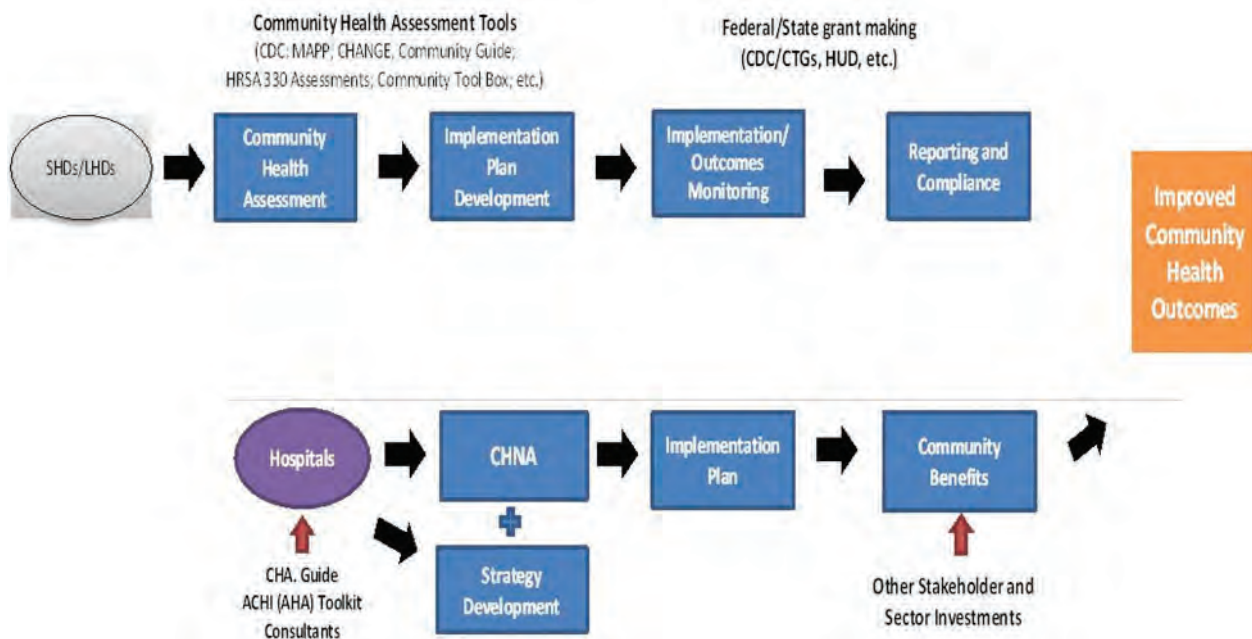 Community Health Assessment Tools
(CDC: MAPP, CHANGE, Community Guide;
HRSA 330 Assessments; Community Tool Box; etc.)
Federal/State grant making
(CDC/CTGs, HUD, etc.)
SHDs/LHDs
Community
Health
Assessment
Implementation
Plan
Development
Implementation/
Outcomes
Monitoring
Reporting and
Compliance
Improved
Community
Health
Outcomes
Hospitals
CHNA
Implementation
Plan
Community
Benefits
Strategy
Development
CHA. Guide
ACHI (AHA) Toolkit
Consultants
Other Stakeholder and
Sector Investments